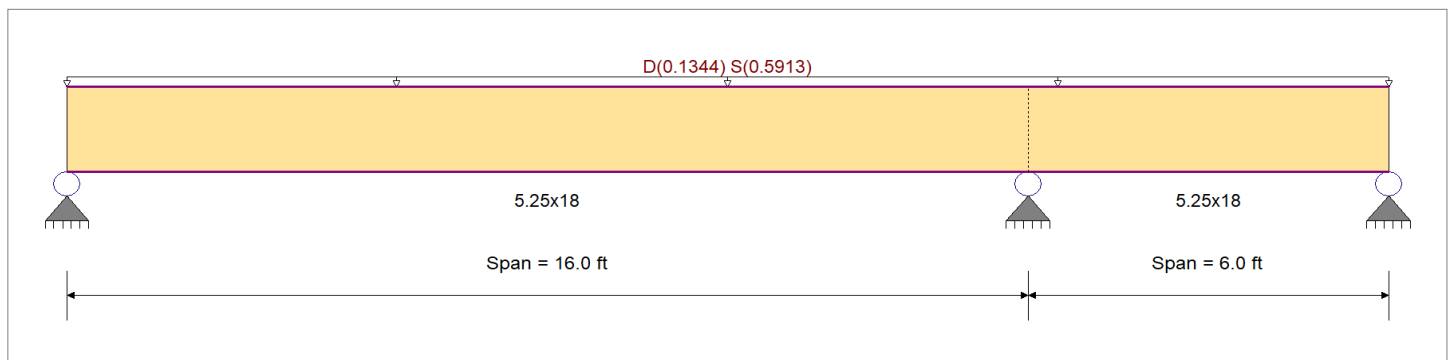 D(0.1344) S(0.5913)
5.25x18 5.25x18
Span = 16.0 ft Span = 6.0 ft